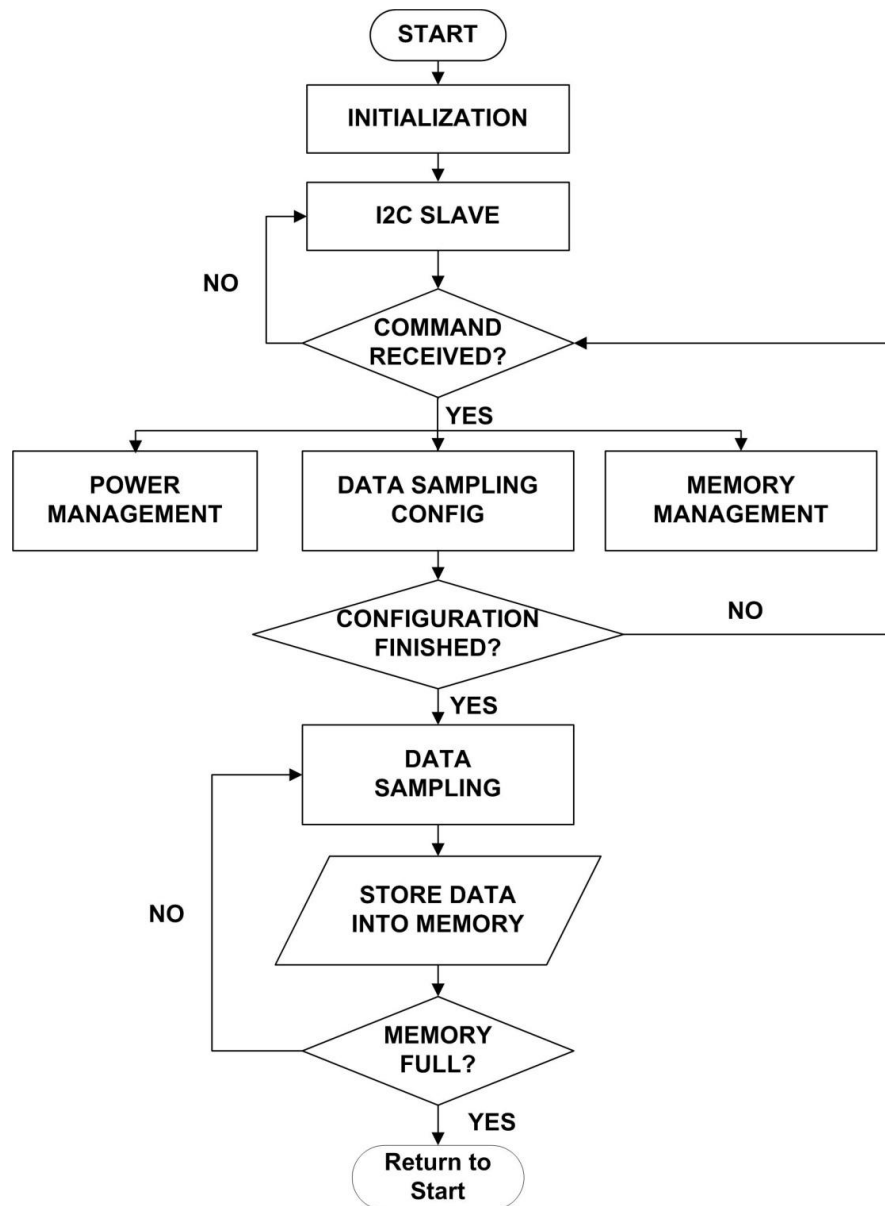 START
INITIALIZATION
I2C SLAVE
NO
COMMAND
RECEIVED?
YES
POWER
MANAGEMENT
DATA SAMPLING
CONFIG
MEMORY
MANAGEMENT
CONFIGURATION
FINISHED?
NO
YES
DATA
SAMPLING
STORE DATA
INTO MEMORY
NO
MEMORY
FULL?
YES
Return to
Start